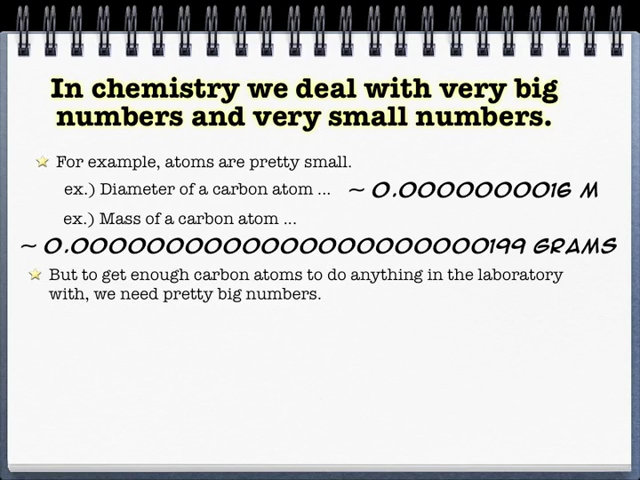 In chemistry we deal with very big
numbers and very small numbers.
For example, atoms are pretty small.
ex.) Diameter of a carbon atom ... ~ 0.00000000016 M
ex.) Mass of a carbon atom ...
~ 0.0000000000000000000000199 GRAMS
But to get enough carbon atoms to do anything in the laboratory
with, we need pretty big numbers.